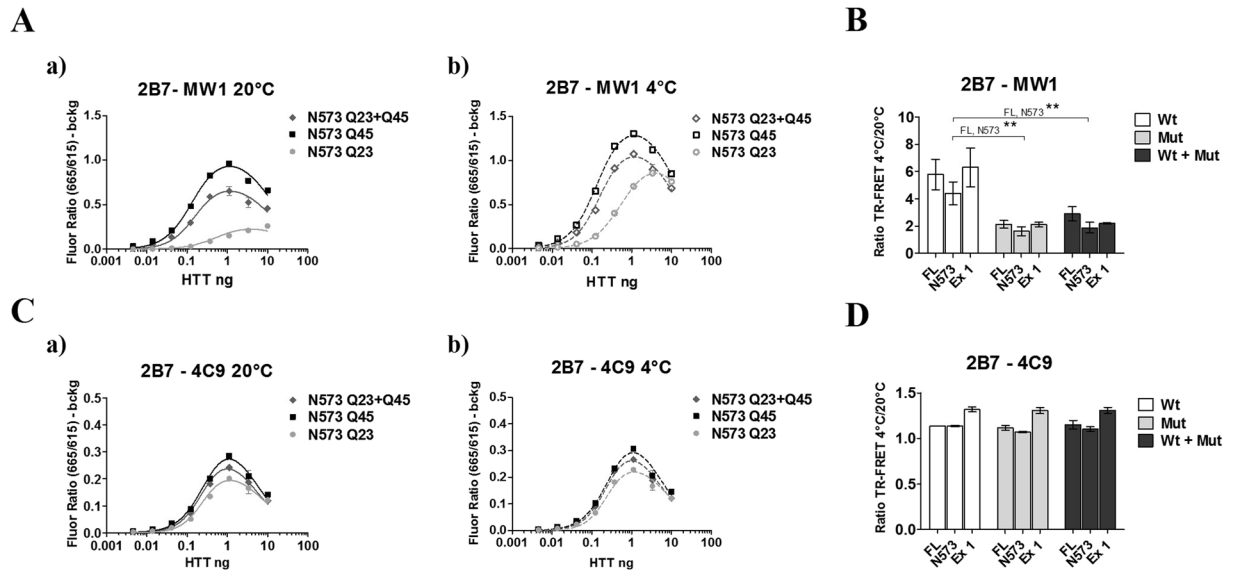 A
a)
2B7- MW1 20°C
Fluor Ratio (665/615) - bckg
1.5
1.0
0.5
0.0
0.001 0.01 0.1 1 10 100
HTT ng
N573 Q23+Q45
N573 Q45
N573 Q23
b)
2B7 - MW1 4°C
Fluor Ratio (665/615) - bckg
1.5
1.0
0.5
0.0
0.001 0.01 0.1 1 10 100
HTT ng
N573 Q23+Q45
N573 Q45
N573 Q23
B
2B7 - MW1
Ratio TR-FRET 4°C/20°C
10
8
6
4
2
0
FL, N573 **
FL, N573 **
FL N573 Ex 1 FL N573 Ex 1 FL N573 Ex 1
Wt
Mut
Wt + Mut
C
a)
2B7 - 4C9 20°C
Fluor Ratio (665/615) - bckg
0.5
0.4
0.3
0.2
0.1
0.0
0.001 0.01 0.1 1 10 100
HTT ng
N573 Q23+Q45
N573 Q45
N573 Q23
b)
2B7 - 4C9 4°C
Fluor Ratio (665/615) - bckg
0.5
0.4
0.3
0.2
0.1
0.0
0.001 0.01 0.1 1 10 100
HTT ng
N573 Q23+Q45
N573 Q45
N573 Q23
D
2B7 - 4C9
Ratio TR-FRET 4°C/20°C
1.5
1.0
0.5
0.0
FL N573 Ex 1 FL N573 Ex 1 FL N573 Ex 1
Wt
Mut
Wt + Mut